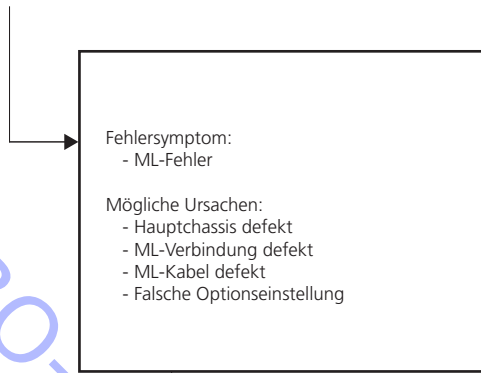 Fehlersymptom:
- ML-Fehler
Mögliche Ursachen:
- Hauptchassis defekt
- ML-Verbindung defekt
- ML-Kabel defekt
- Falsche Optionseinstellung